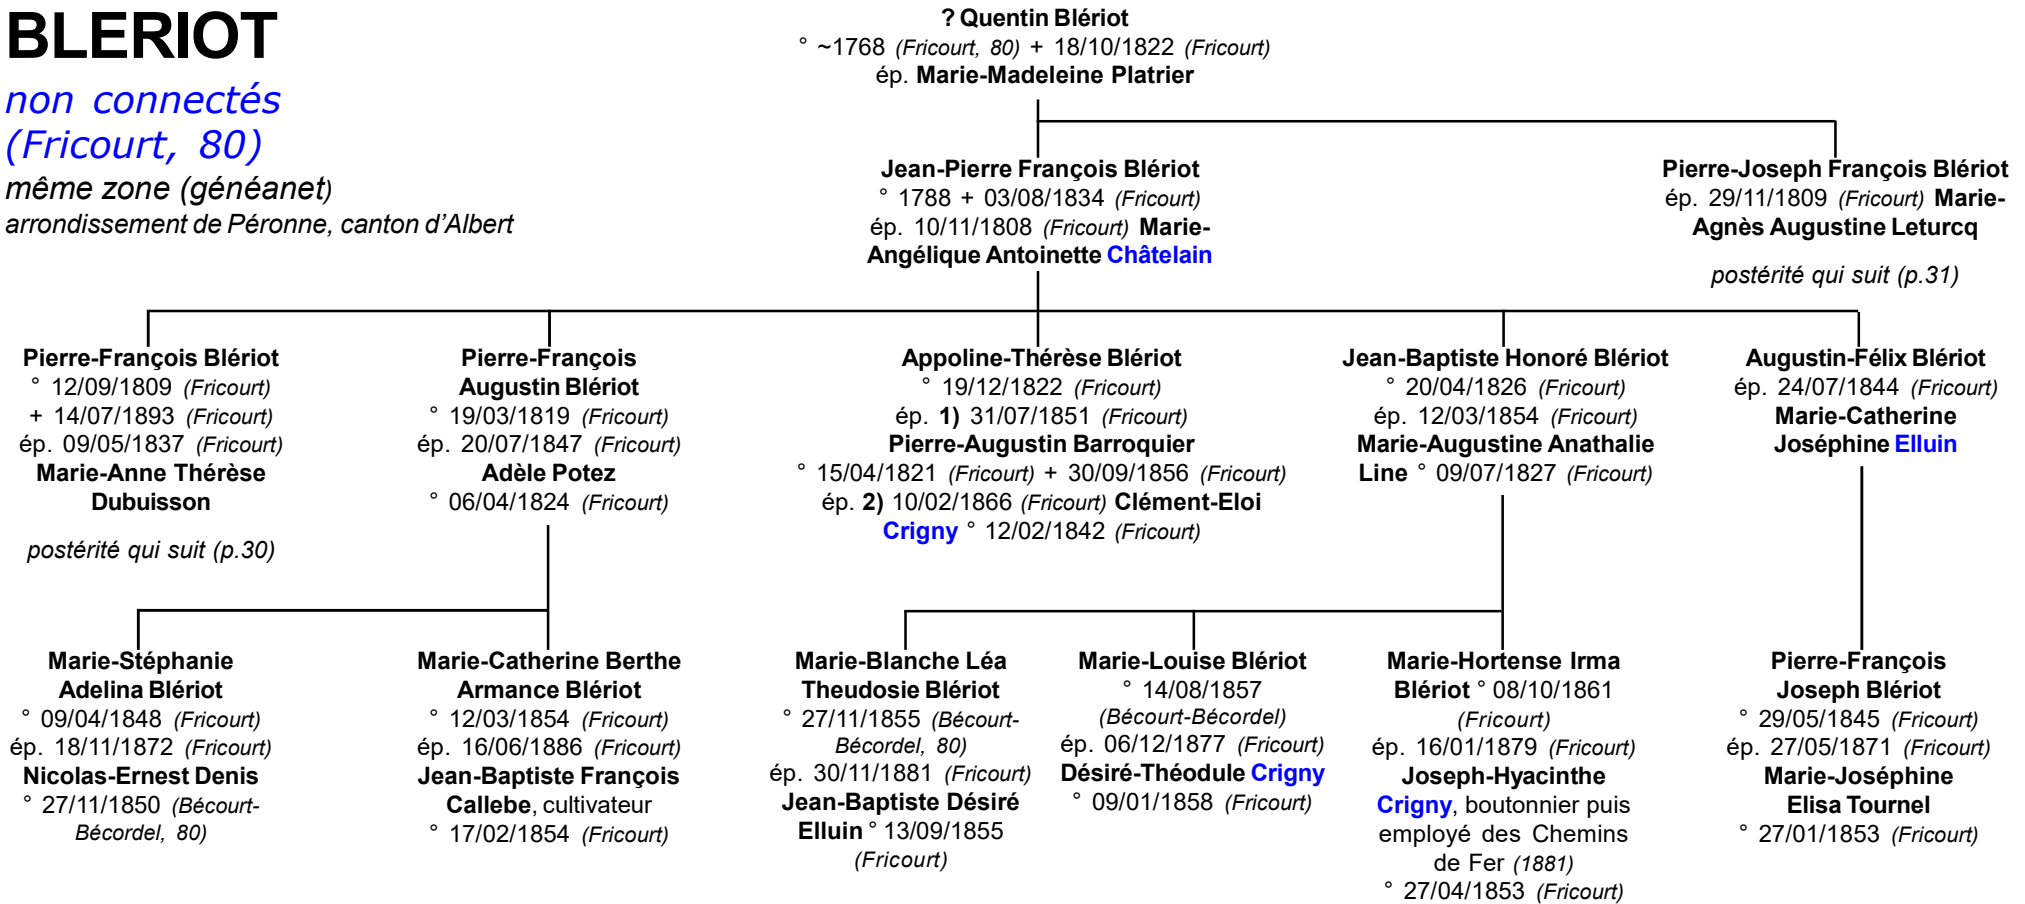 BLERIOT
non connectés
(Fricourt, 80)
même zone (généanet)
arrondissement de Péronne, canton d'Albert
? Quentin Blériot
° ~1768 (Fricourt, 80) + 18/10/1822 (Fricourt)
ép. Marie-Madeleine Platrier
Jean-Pierre François Blériot
° 1788 + 03/08/1834 (Fricourt)
ép. 10/11/1808 (Fricourt) Marie-
Angélique Antoinette Châtelain
Pierre-Joseph François Blériot
ép. 29/11/1809 (Fricourt) Marie-
Agnès Augustine Leturcq
postérité qui suit (p.31)
Pierre-François Blériot
° 12/09/1809 (Fricourt)
+ 14/07/1893 (Fricourt)
ép. 09/05/1837 (Fricourt)
Marie-Anne Thérèse
Dubuisson
postérité qui suit (p.30)
Pierre-François
Augustin Blériot
° 19/03/1819 (Fricourt)
ép. 20/07/1847 (Fricourt)
Adèle Potez
° 06/04/1824 (Fricourt)
Appoline-Thérèse Blériot
° 19/12/1822 (Fricourt)
ép. 1) 31/07/1851 (Fricourt)
Pierre-Augustin Barroquier
° 15/04/1821 (Fricourt) + 30/09/1856 (Fricourt)
ép. 2) 10/02/1866 (Fricourt) Clément-Eloi
Crigny ° 12/02/1842 (Fricourt)
Jean-Baptiste Honoré Blériot
° 20/04/1826 (Fricourt)
ép. 12/03/1854 (Fricourt)
Marie-Augustine Anathalie
Line ° 09/07/1827 (Fricourt)
Augustin-Félix Blériot
ép. 24/07/1844 (Fricourt)
Marie-Catherine
Joséphine Elluin
Marie-Stéphanie
Adelina Blériot
° 09/04/1848 (Fricourt)
ép. 18/11/1872 (Fricourt)
Nicolas-Ernest Denis
° 27/11/1850 (Bécourt-
Bécordel, 80)
Marie-Catherine Berthe
Armance Blériot
° 12/03/1854 (Fricourt)
ép. 16/06/1886 (Fricourt)
Jean-Baptiste François
Callebe, cultivateur
° 17/02/1854 (Fricourt)
Marie-Blanche Léa
Theudosie Blériot
° 27/11/1855 (Bécourt-
Bécordel, 80)
ép. 30/11/1881 (Fricourt)
Jean-Baptiste Désiré
Elluin ° 13/09/1855
(Fricourt)
Marie-Louise Blériot
° 14/08/1857
(Bécourt-Bécordel)
ép. 06/12/1877 (Fricourt)
Désiré-Théodule Crigny
° 09/01/1858 (Fricourt)
Marie-Hortense Irma
Blériot ° 08/10/1861
(Fricourt)
ép. 16/01/1879 (Fricourt)
Joseph-Hyacinthe
Crigny, boutonnier puis
employé des Chemins
de Fer (1881)
° 27/04/1853 (Fricourt)
Pierre-François
Joseph Blériot
° 29/05/1845 (Fricourt)
ép. 27/05/1871 (Fricourt)
Marie-Joséphine
Elisa Tournel
° 27/01/1853 (Fricourt)